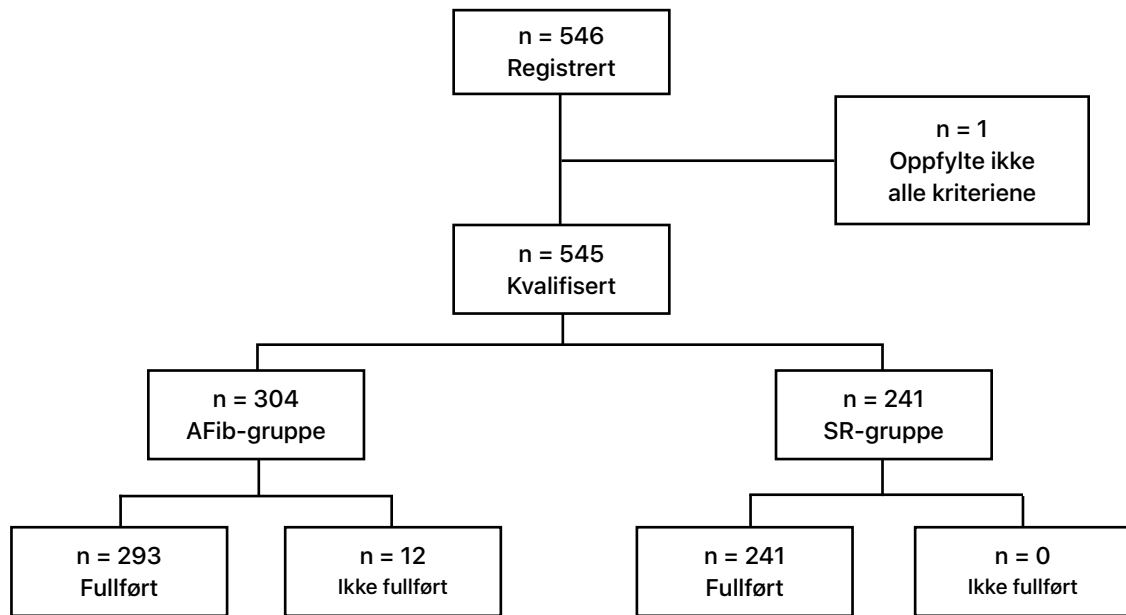 n = 546
Registrert
n = 1
Oppfylte ikke
alle kriteriene
n = 545
Kvalifisert
n = 304
AFib-gruppe
n = 241
SR-gruppe
n = 293
Fullført
n = 12
Ikke fullført
n = 241
Fullført
n = 0
Ikke fullført